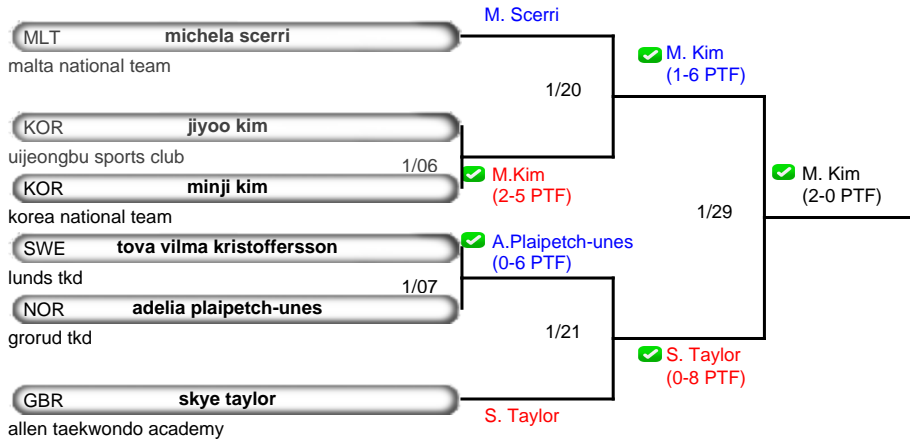 M. Scerri
MLT michela scerri
malta national team
M. Kim
(1-6 PTF)
1/20
KOR jiyoo kim
uijeongbu sports club
1/06
M.Kim
(2-5 PTF)
KOR minji kim
korea national team
M. Kim
(2-0 PTF)
1/29
SWE tova vilma kristoffersson
lunds tkd
A.Plaipetch-unes
(0-6 PTF)
1/07
NOR adelia plaipetch-unes
grorud tkd
1/21
S. Taylor
(0-8 PTF)
GBR skye taylor
allen taekwondo academy
S. Taylor